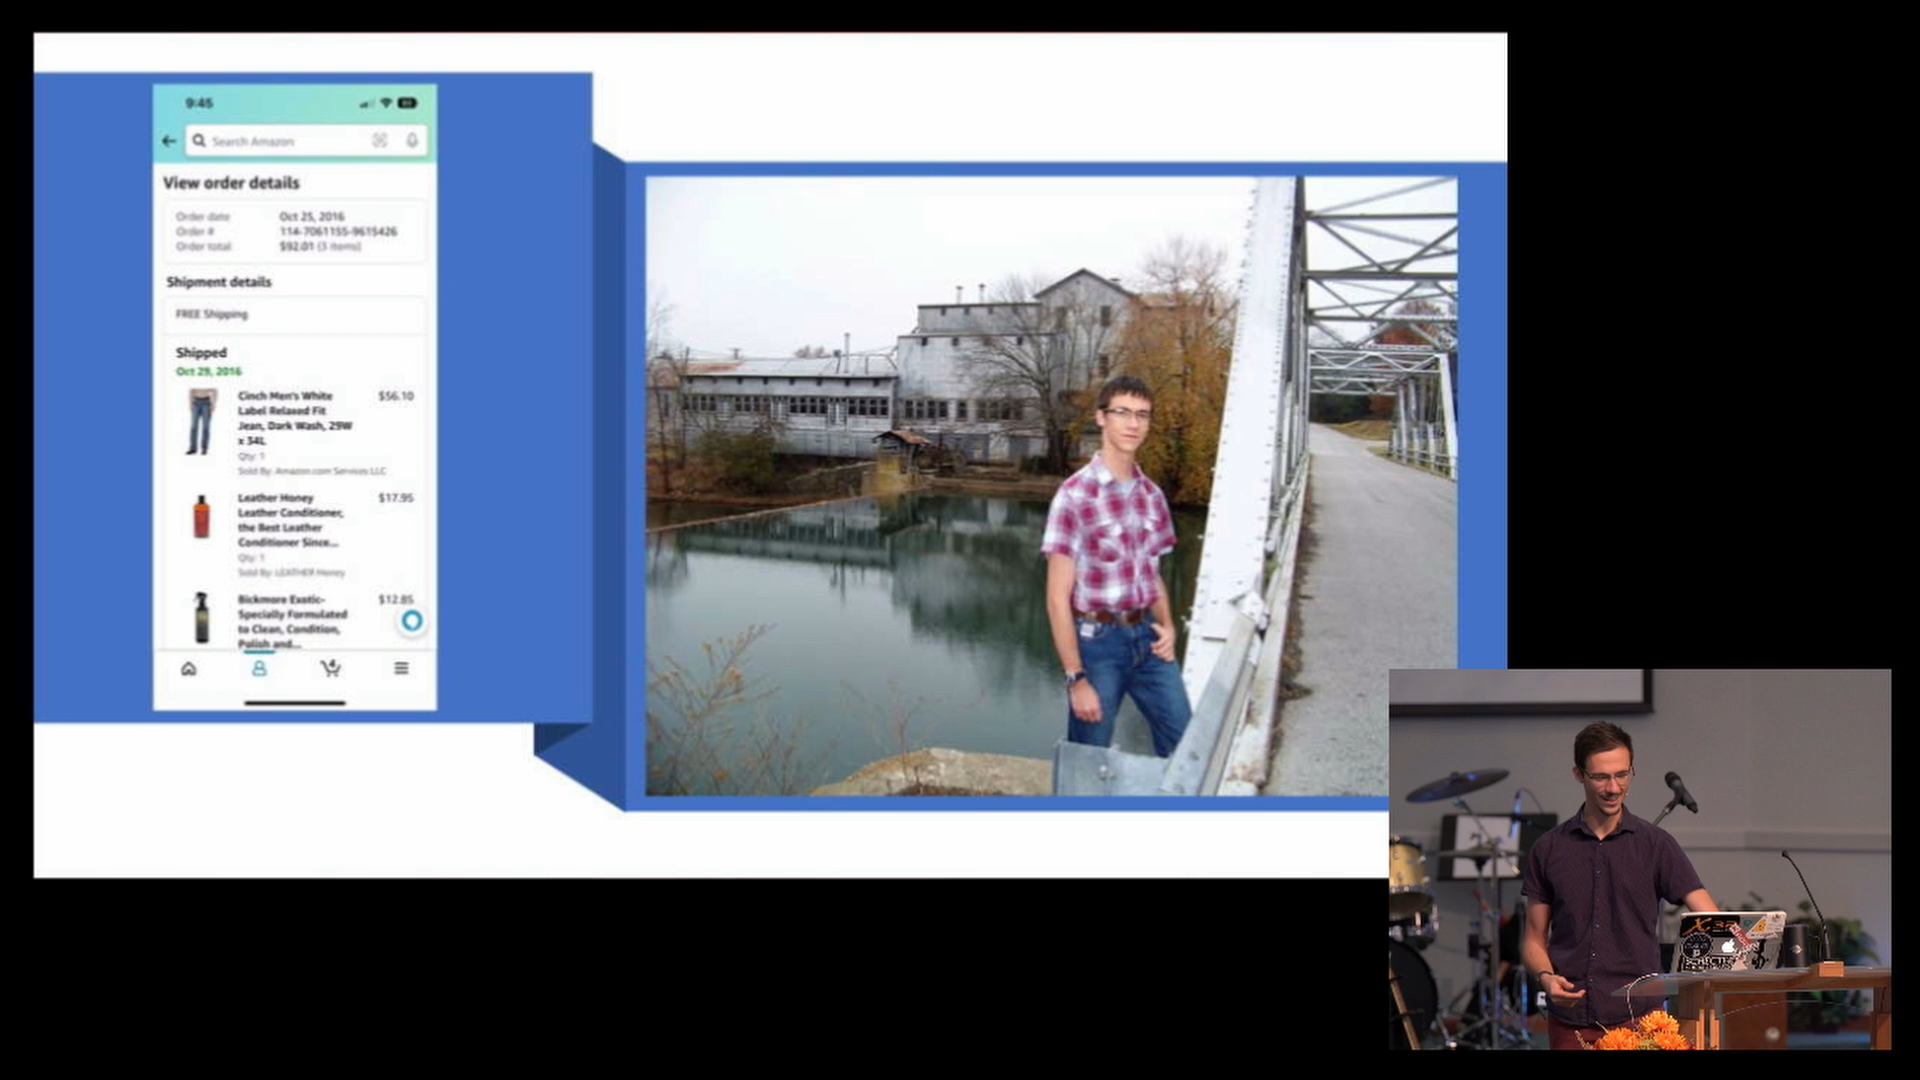 9:45
Search Amazon
View order details
Order date Oct 25, 2016
Order # 114-7061155-9615426
Order total $92.01 (3 items)
Shipment details
FREE Shipping
Shipped
Oct 29, 2016
Cinch Men's White $56.10
Label Relaxed Fit
Jean, Dark Wash, 29W
x 34L
Qty: 1
Sold By: Amazon.com Services LLC
Leather Honey $17.95
Leather Conditioner,
the Best Leather
Conditioner Since...
Qty: 1
Sold By: LEATHER Honey
Bickmore Exotic- $12.85
Specially Formulated
to Clean, Condition,
Polish and...
SCHECTER